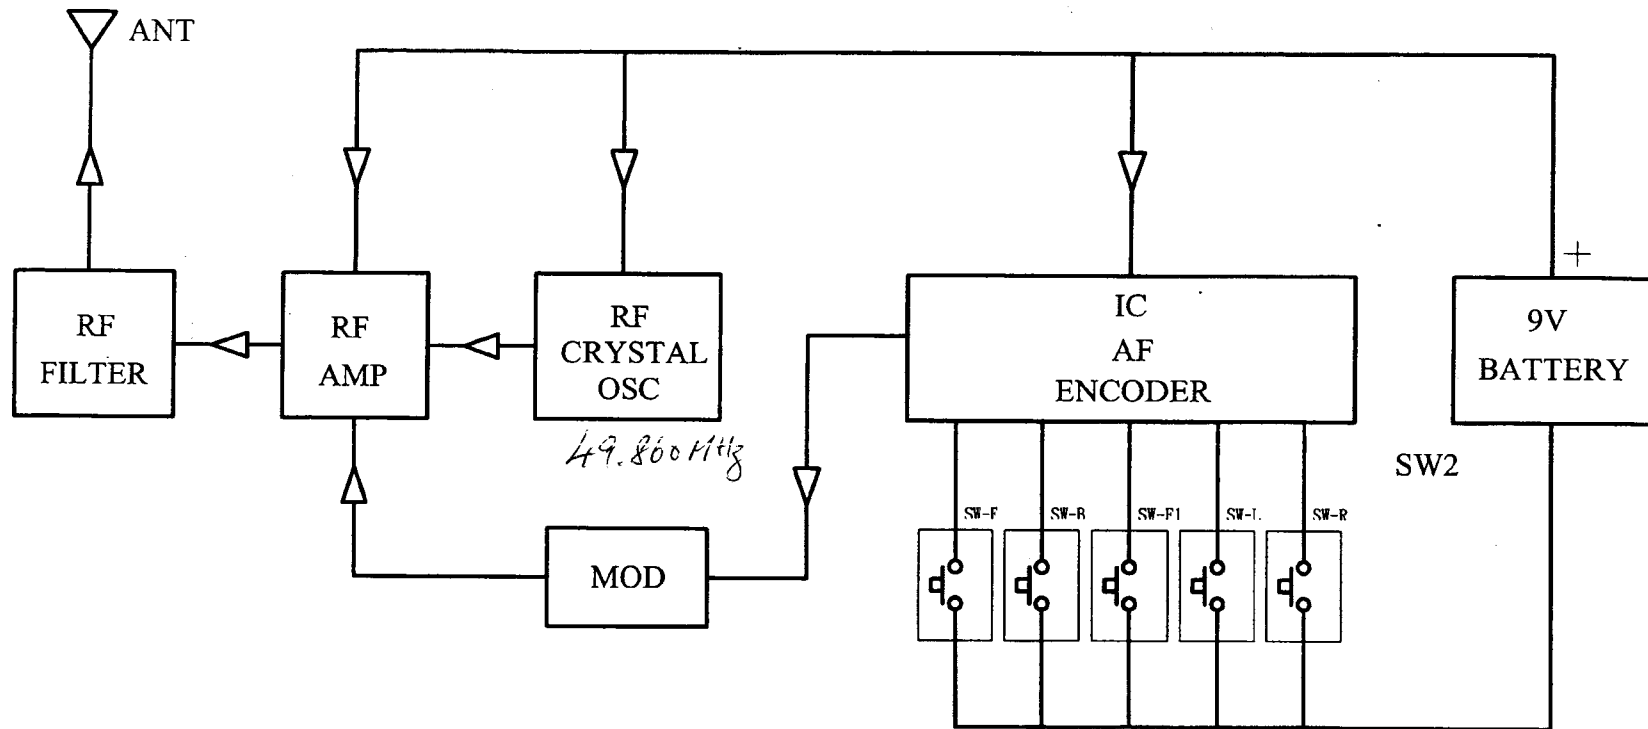 ANT
+
RF
FILTER
RF
AMP
RF
CRYSTAL
OSC
49.860 MHz
IC
AF
ENCODER
9V
BATTERY
SW2
SW-F
SW-B
SW-F1
SW-L
SW-R
MOD